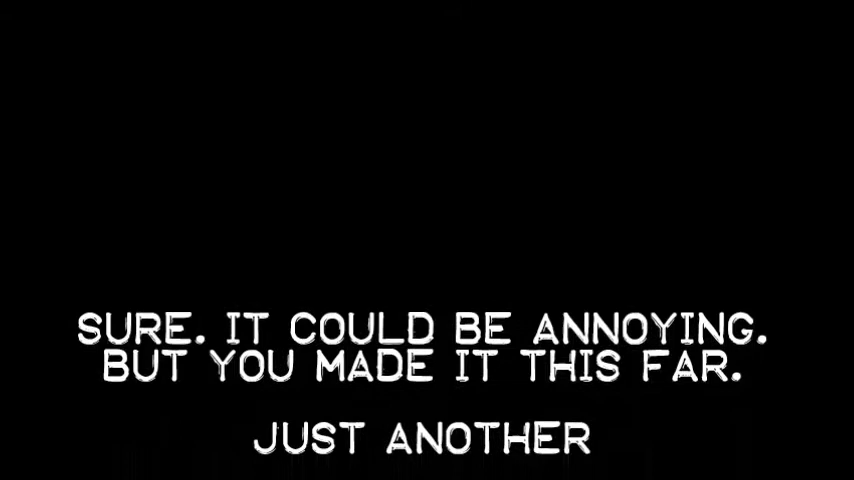 SURE. IT COULD BE ANNOYING.
BUT YOU MADE IT THIS FAR.
JUST ANOTHER